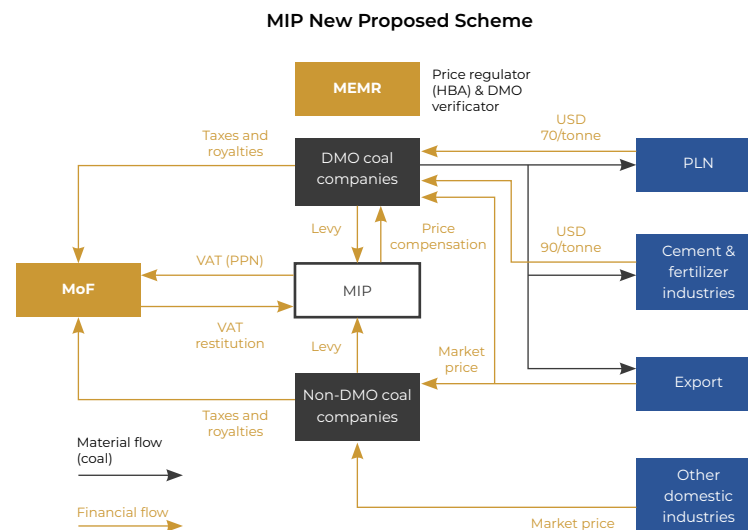 MIP New Proposed Scheme
MEMR
Price regulator
(HBA) & DMO
verificator
Taxes and
royalties
DMO coal
companies
USD
70/tonne
PLN
Levy
Price
compensation
USD
90/tonne
Cement &
fertilizer
industries
MoF
VAT (PPN)
MIP
VAT
restitution
Levy
Market
price
Export
Non-DMO coal
companies
Taxes and
royalties
Material flow
(coal)
Other
domestic
industries
Financial flow
Market price